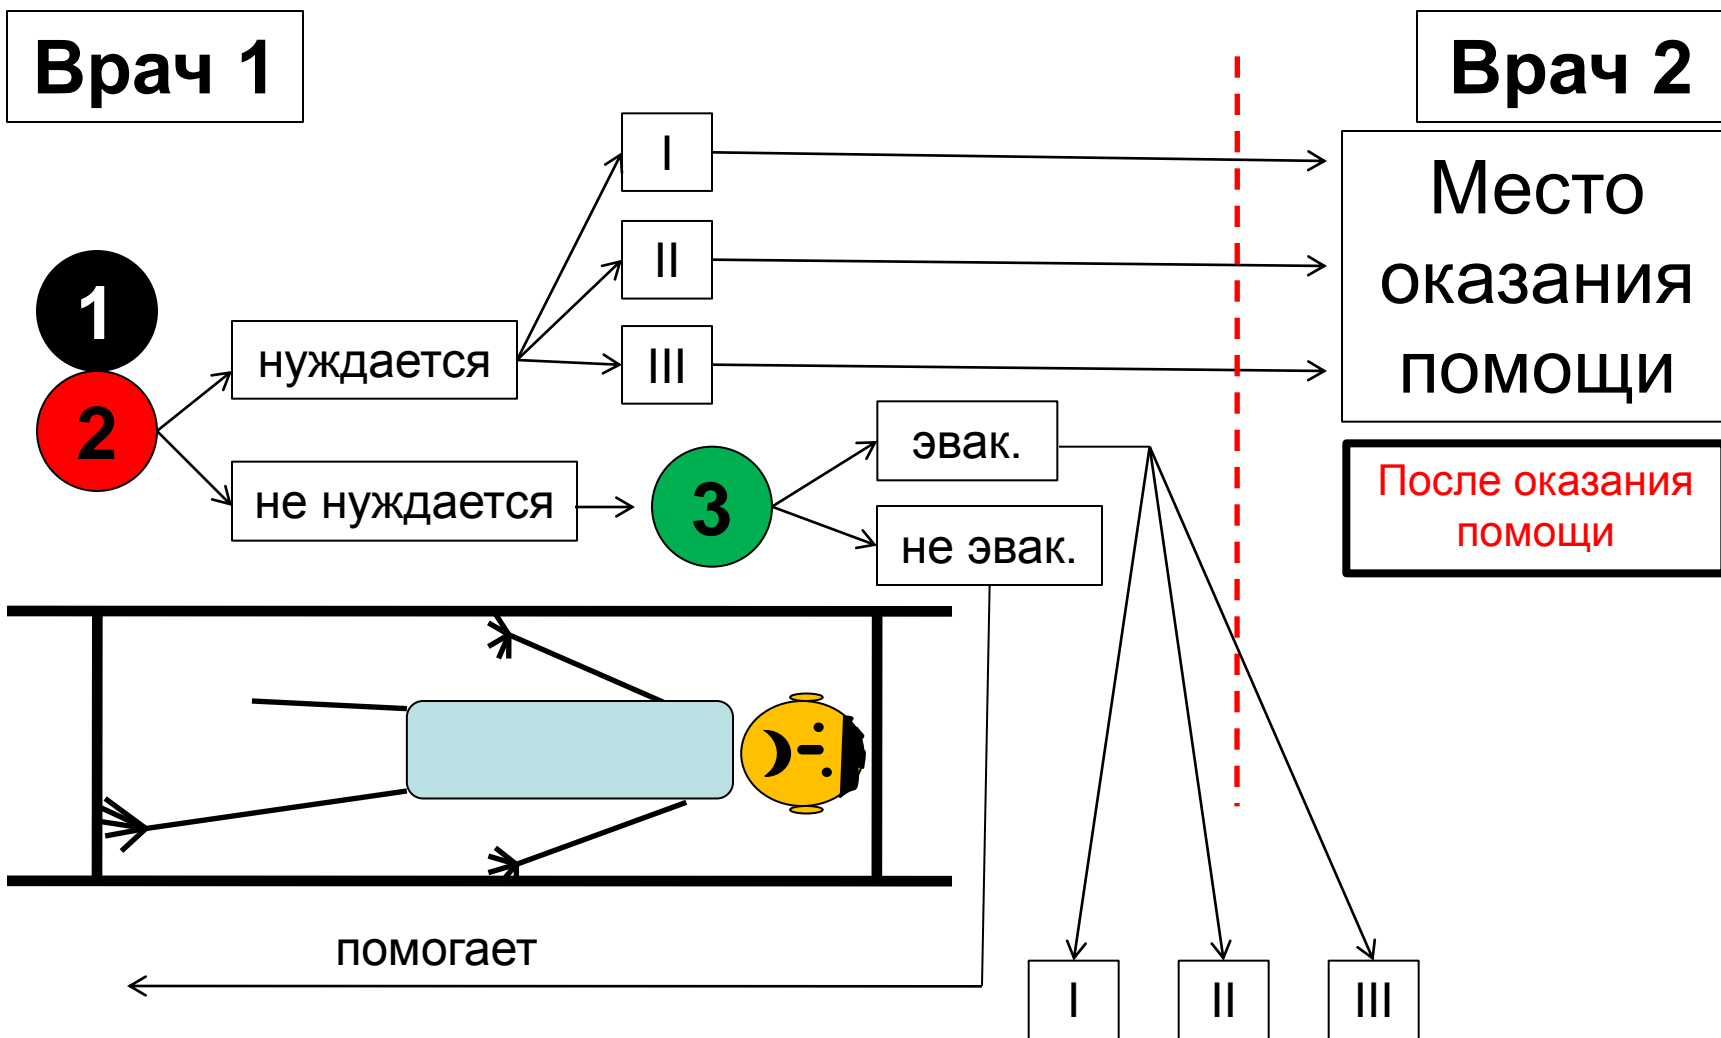 Врач 1
Врач 2
I
Место
оказания
помощи
II
1
нуждается
III
2
эвак.
не нуждается
3
не эвак.
После оказания
помощи
помогает
I
II
III